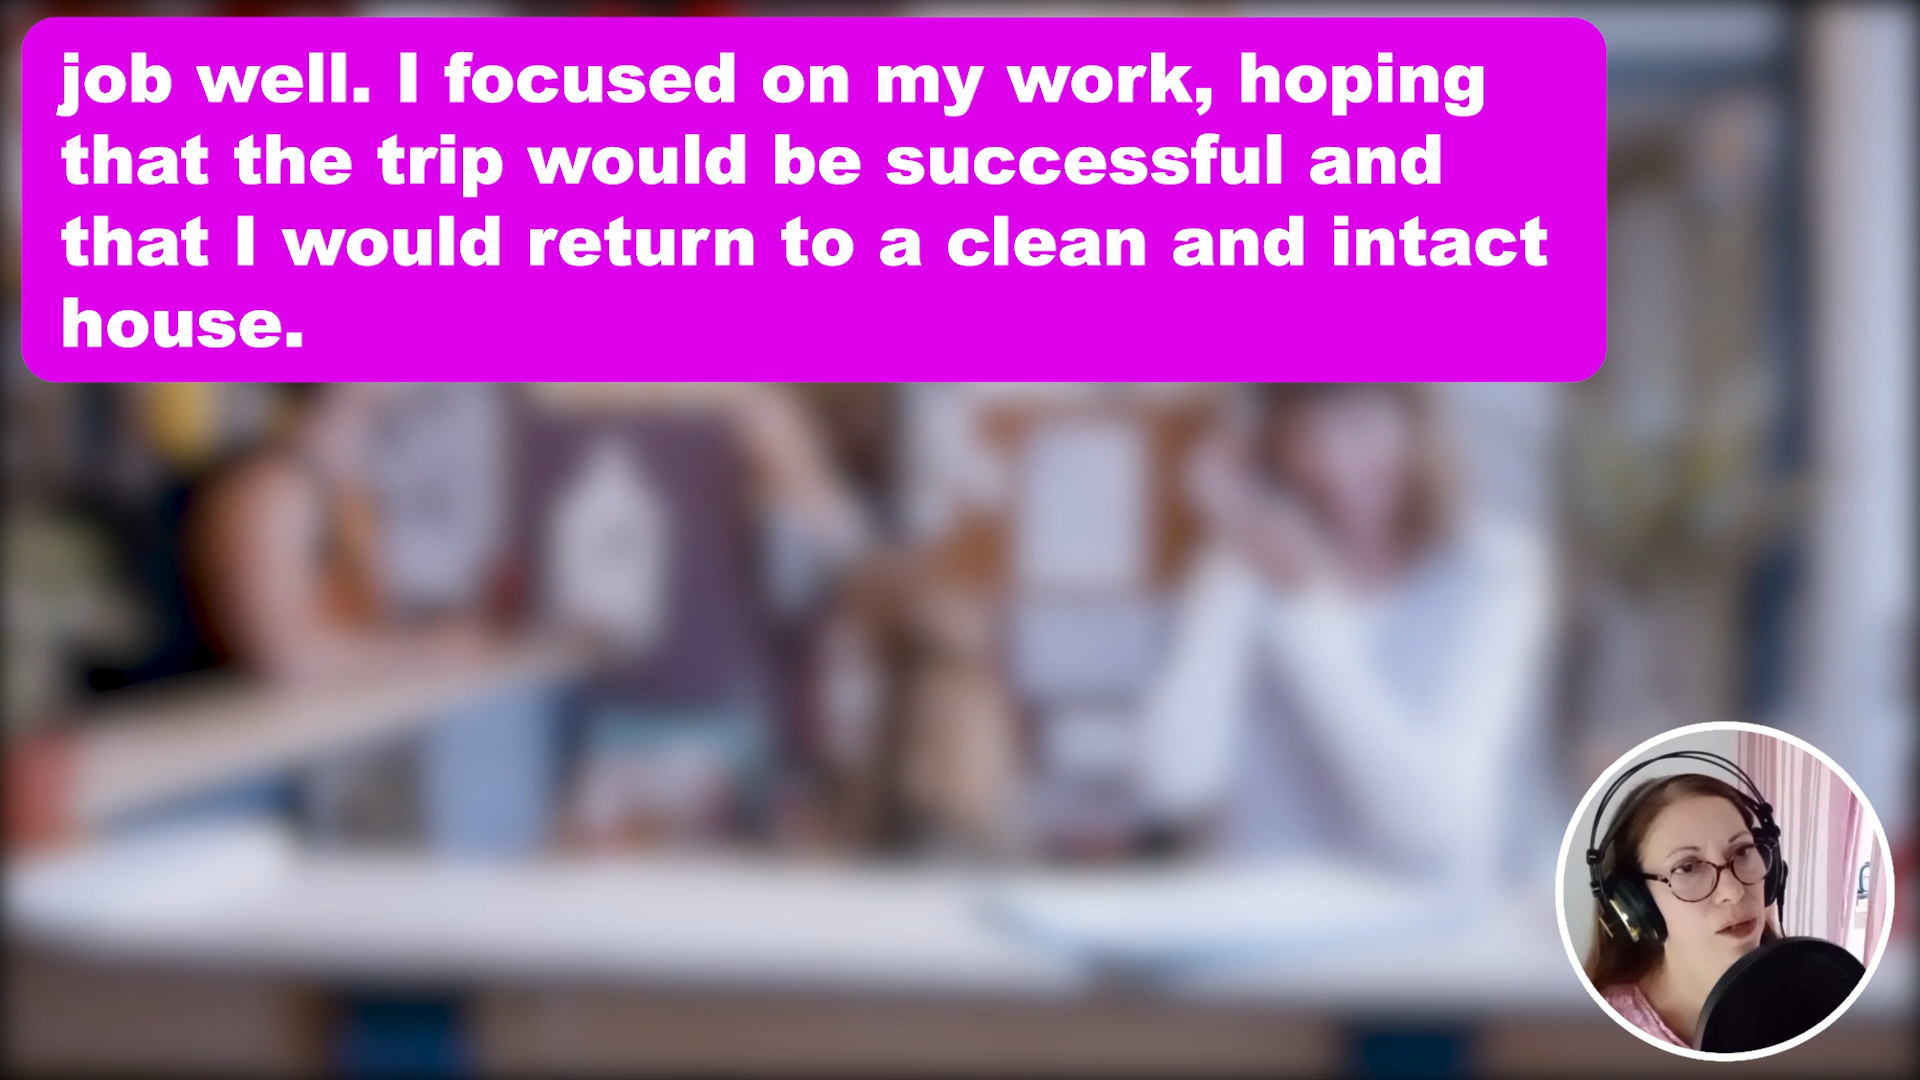 job well. I focused on my work, hoping
that the trip would be successful and
that I would return to a clean and intact
house.